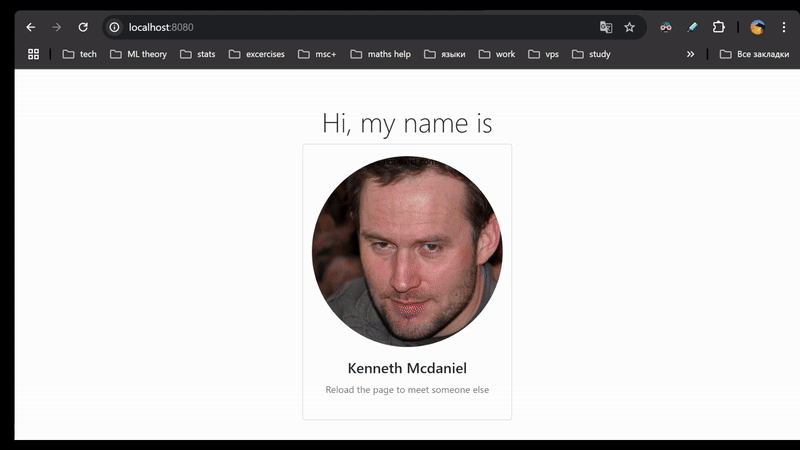 localhost:8080
tech ML theory stats excercises msc+ maths help языки work vps study » Все закладки
Hi, my name is
Kenneth Mcdaniel
Reload the page to meet someone else